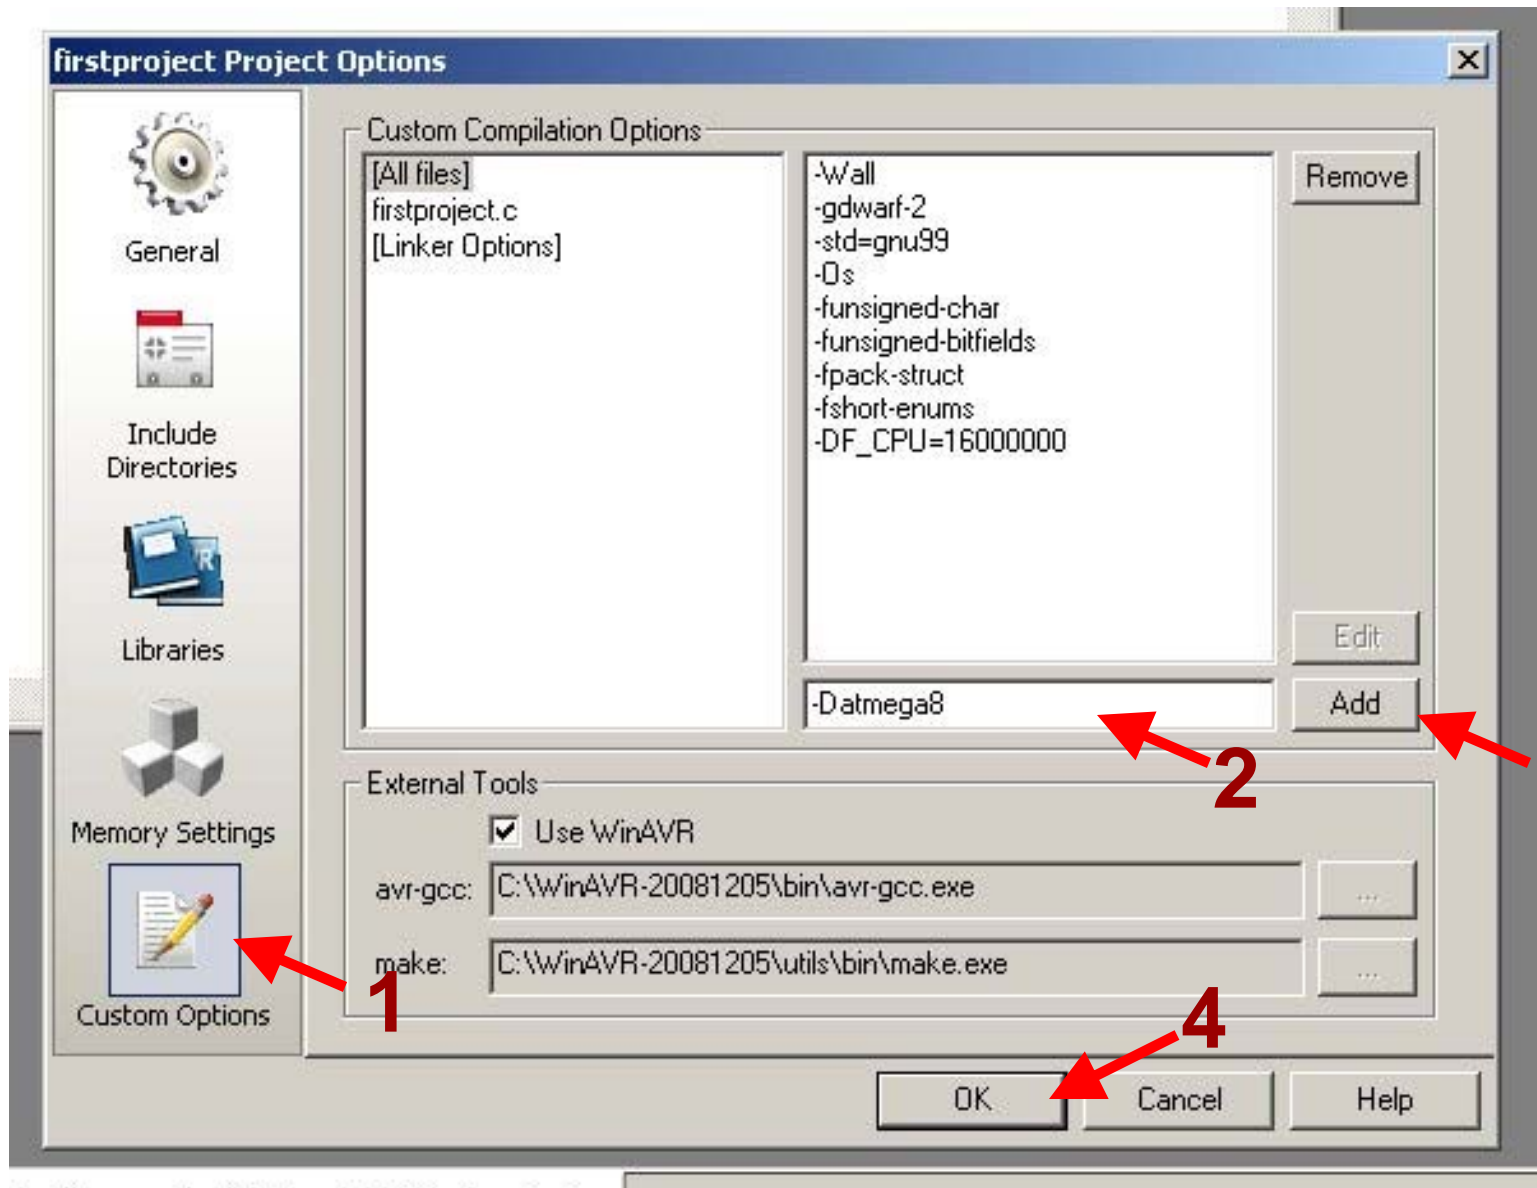 firstproject Project Options
General
Include
Directories
Libraries
Memory Settings
Custom Options
Custom Compilation Options
[All files]
firstproject.c
[Linker Options]
-Wall
-gdwarf-2
-std=gnu99
-Os
-funsigned-char
-funsigned-bitfields
-fpack-struct
-fshort-enums
-DF_CPU=16000000
Remove
Edit
-Datmega8
Add
2
External Tools
Use WinAVR
avr-gcc: C:\WinAVR-20081205\bin\avr-gcc.exe ...
make: C:\WinAVR-20081205\utils\bin\make.exe ...
1
4
OK
Cancel
Help